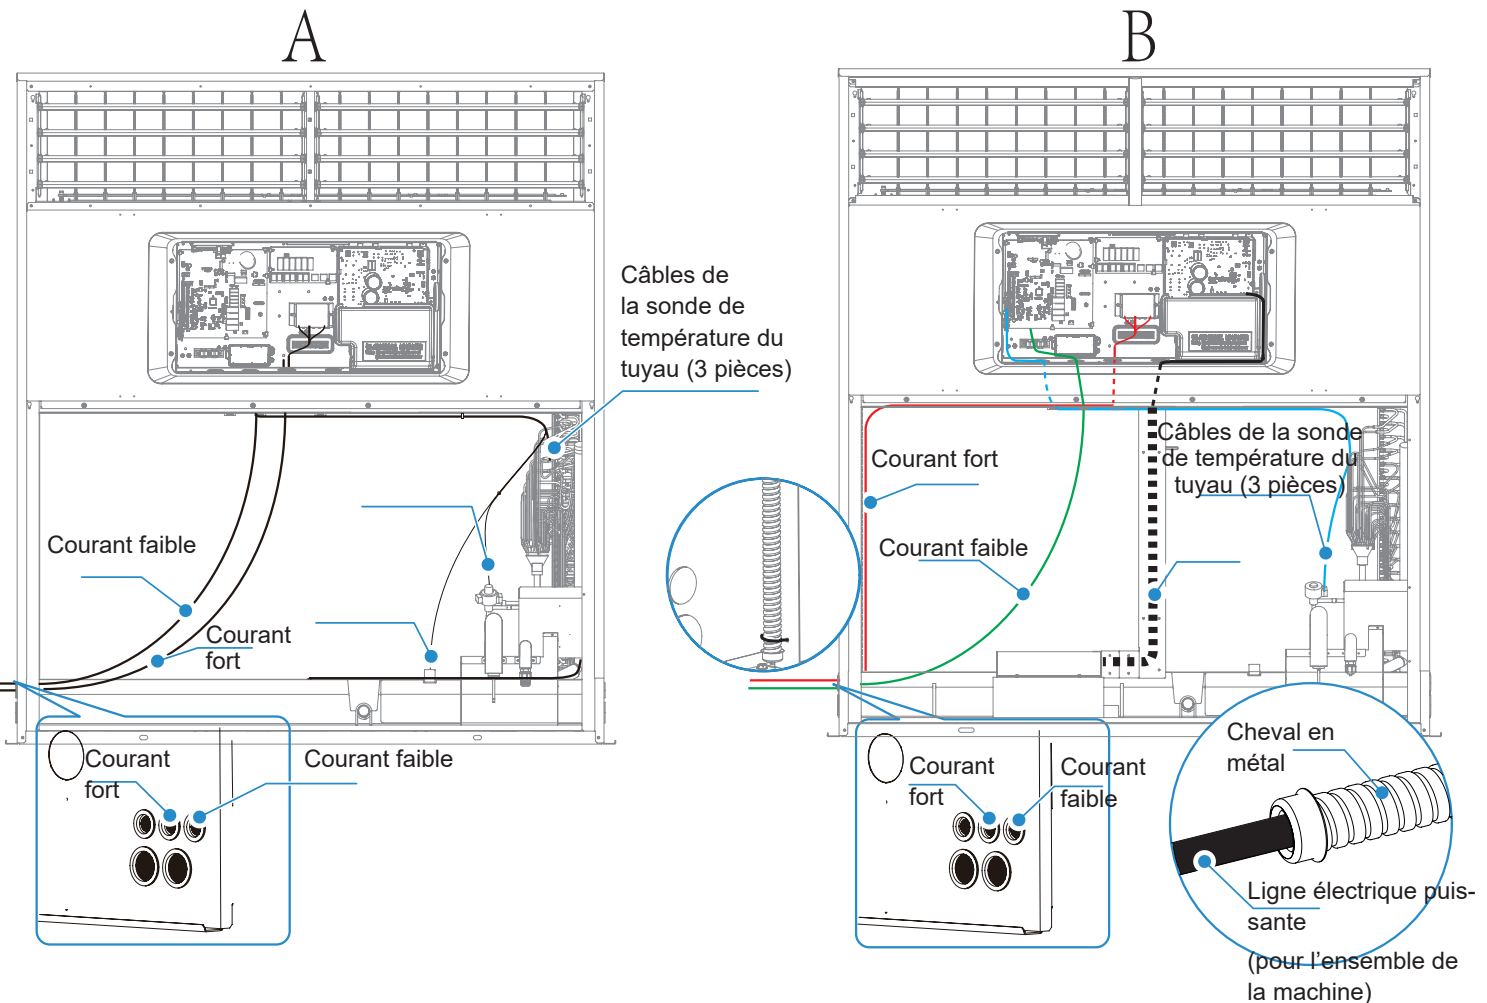 A
Câbles de
la sonde de
température du
tuyau (3 pièces)
Courant faible
Courant
fort
Courant
fort
Courant faible
B
Câbles de la sonde
de température du
tuyau (3 pièces)
Courant fort
Courant faible
Courant
fort
Courant
faible
Cheval en
métal
Ligne électrique puis-
sante
(pour l’ensemble de
la machine)